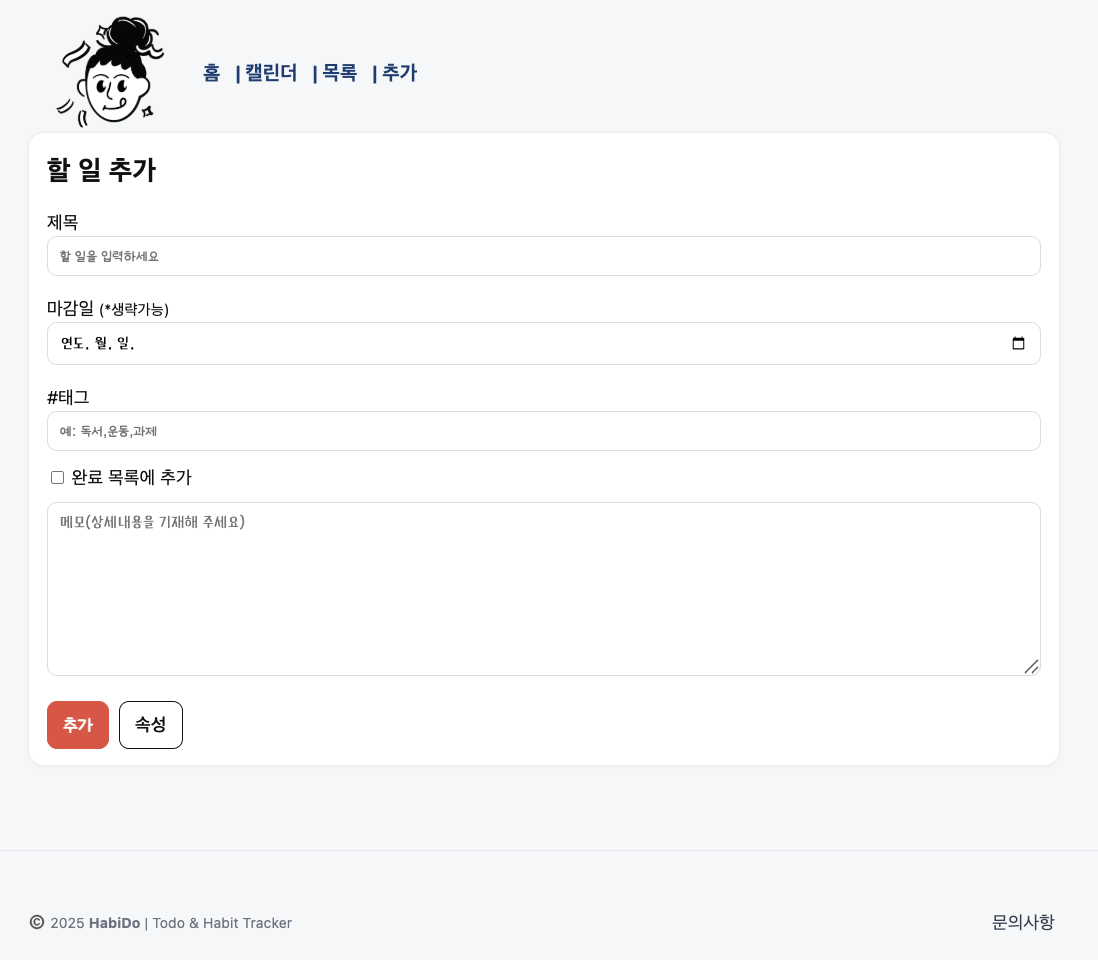 홈 | 캘린더 | 목록 | 추가
할 일 추가
제목
할 일을 입력하세요
마감일 (*생략가능)
연도. 월. 일.
#태그
예: 독서,운동,과제
완료 목록에 추가
메모(상세내용을 기재해 주세요)
추가 속성
© 2025 HabiDo | Todo & Habit Tracker 문의사항